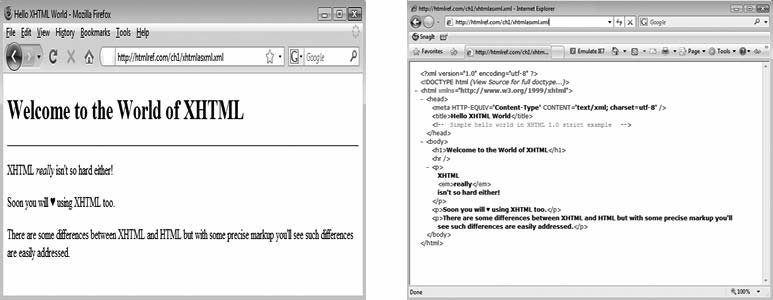 Hello XHTML World - Mozilla Firefox
File Edit View History Bookmarks Tools Help
http://htmlref.com/ch1/xhtmlasxml.xml
Google
Welcome to the World of XHTML
XHTML really isn't so hard either!
Soon you will ♥ using XHTML too.
There are some differences between XHTML and HTML but with some precise markup you'll see such differences
are easily addressed.
http://htmlref.com/ch1/xhtmlasxml.xml - Internet Explorer
http://htmlref.com/ch1/xhtmlasxml.xml
Google
SnagIt
Favorites
http://htmlref.com/ch1/xhtm...
Emulate IE7
Page
Tools
<?xml version="1.0" encoding="utf-8" ?>
<!DOCTYPE html (View Source for full doctype...)>
- <html xmlns="http://www.w3.org/1999/xhtml">
- <head>
<meta HTTP-EQUIV="Content-Type" CONTENT="text/xml; charset=utf-8" />
<title>Hello XHTML World</title>
<!-- Simple hello world in XHTML 1.0 strict example -->
</head>
- <body>
<h1>Welcome to the World of XHTML</h1>
<hr />
- <p>
XHTML
<em>really</em>
isn't so hard either!
</p>
<p>Soon you will ♥ using XHTML too.</p>
<p>There are some differences between XHTML and HTML but with some precise markup you'll
see such differences are easily addressed.</p>
</body>
</html>
Done
100%